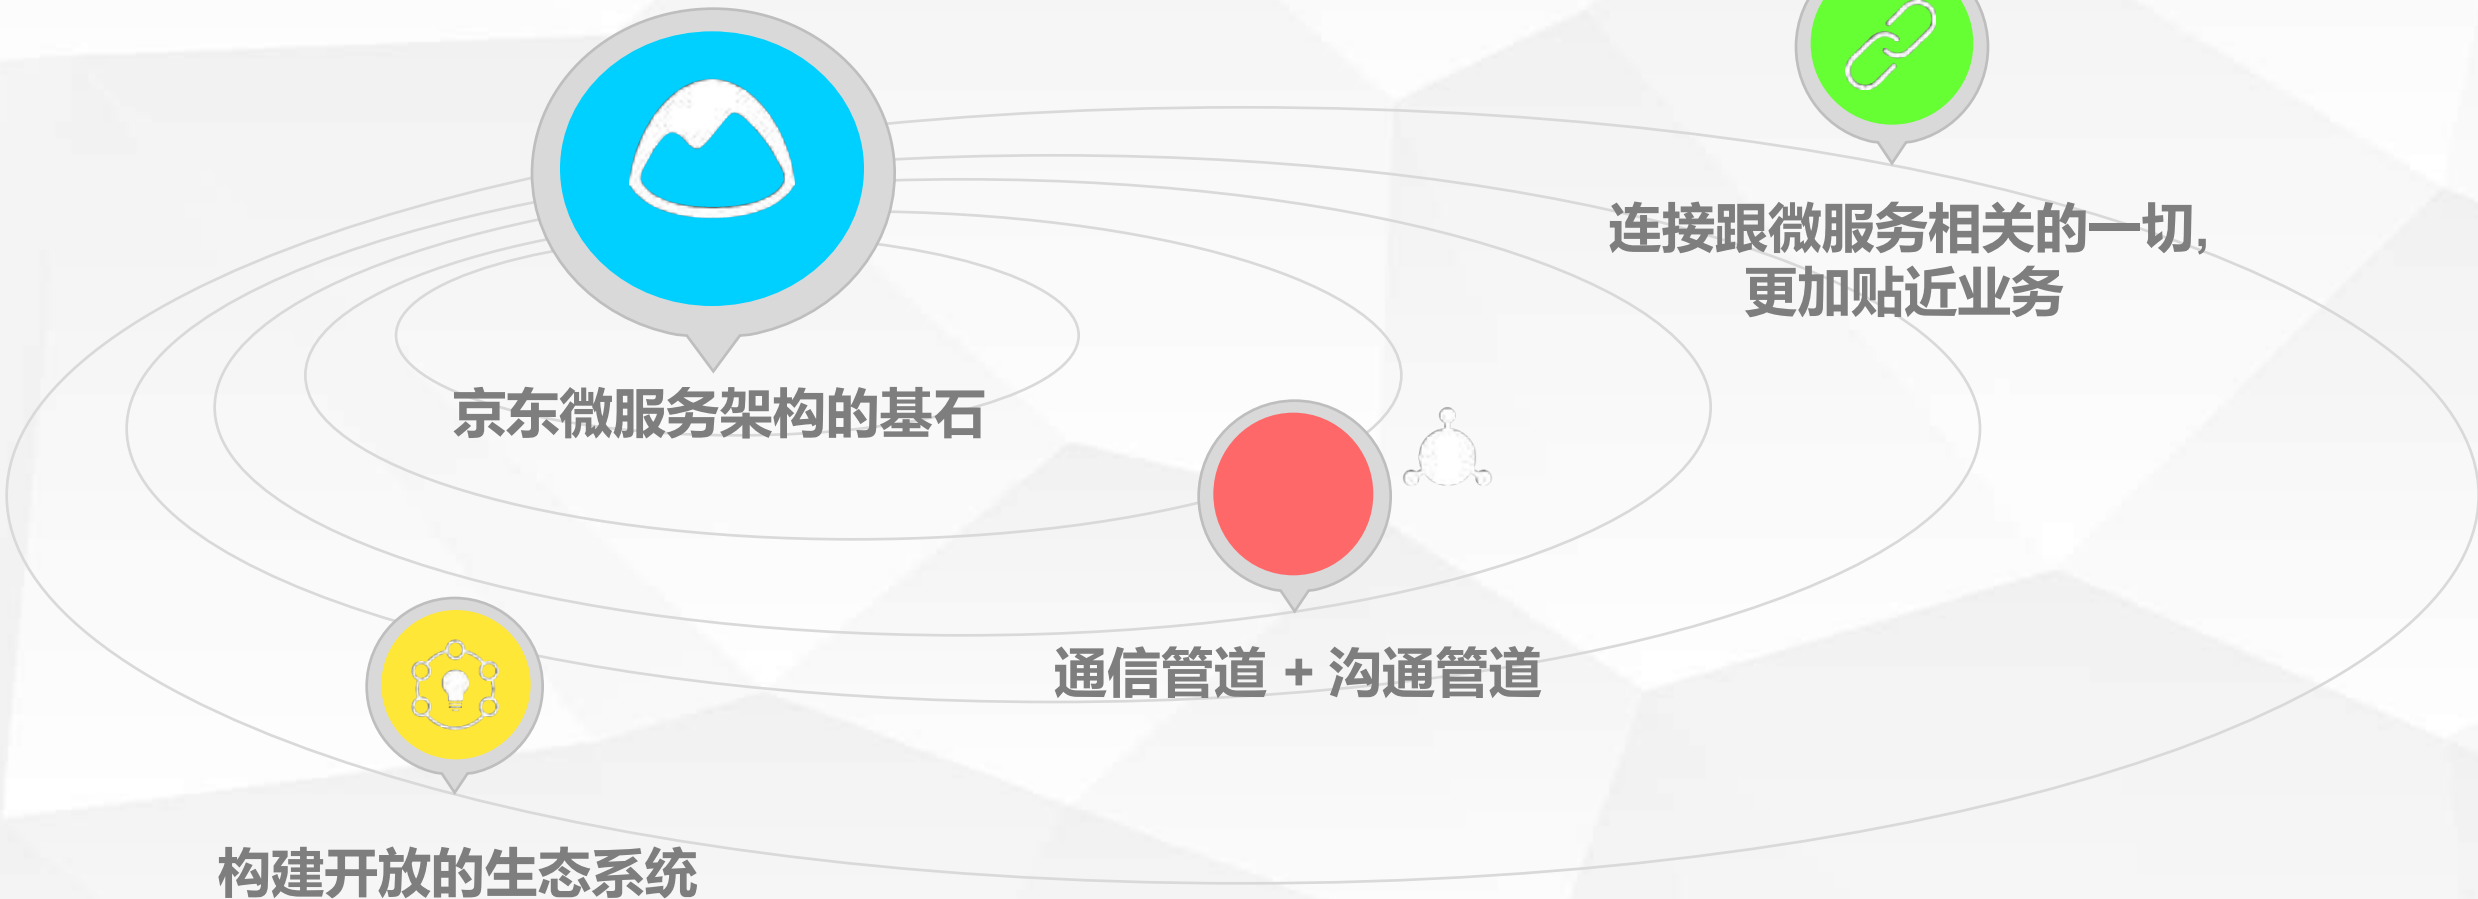 连接跟微服务相关的一切,
更加贴近业务
京东微服务架构的基石
通信管道 + 沟通管道
构建开放的生态系统